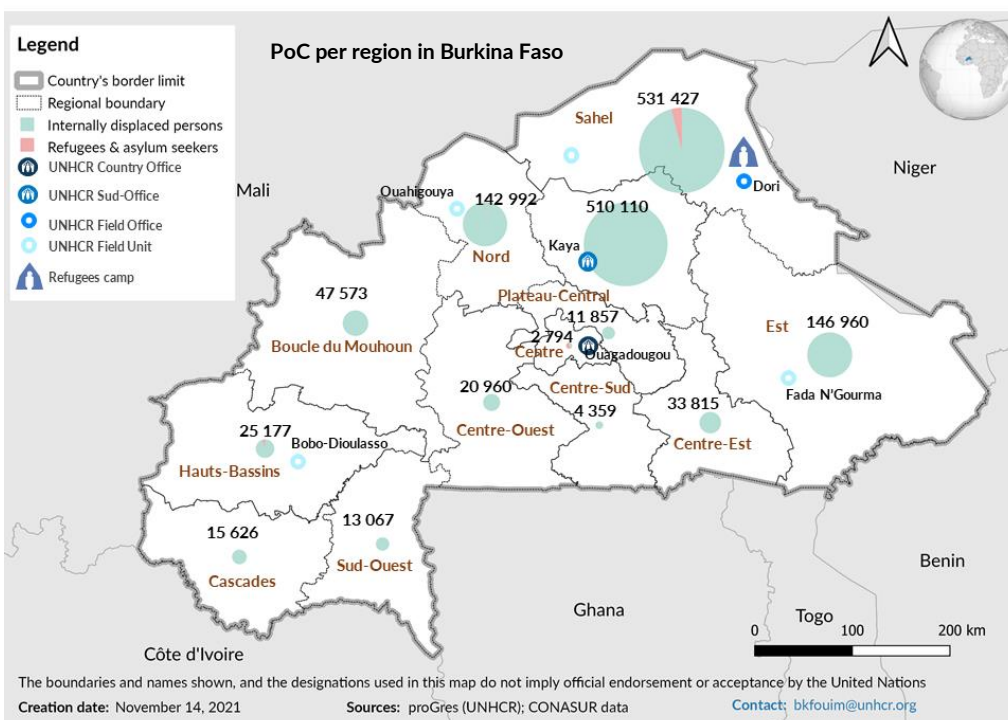 Legend
Country's border limit
Regional boundary
Internally displaced persons
Refugees & asylum seekers
UNHCR Country Office
UNHCR Sud-Office
UNHCR Field Office
UNHCR Field Unit
Refugees camp
PoC per region in Burkina Faso
Mali
Niger
Sahel
531 427
Dori
Ouahigouya
142 992
Nord
510 110
Kaya
47 573
Boucle du Mouhoun
Plateau-Central
11 857
2 794
Centre
Ouagadougou
Est
146 960
Fada N'Gourma
20 960
Centre-Ouest
Centre-Sud
4 359
33 815
Centre-Est
25 177
Bobo-Dioulasso
Hauts-Bassins
15 626
Cascades
13 067
Sud-Ouest
Benin
Ghana
Togo
Côte d'Ivoire
0 100 200 km
The boundaries and names shown, and the designations used in this map do not imply official endorsement or acceptance by the United Nations
Creation date: November 14, 2021 Sources: proGres (UNHCR); CONASUR data Contact: bkfouim@unhcr.org